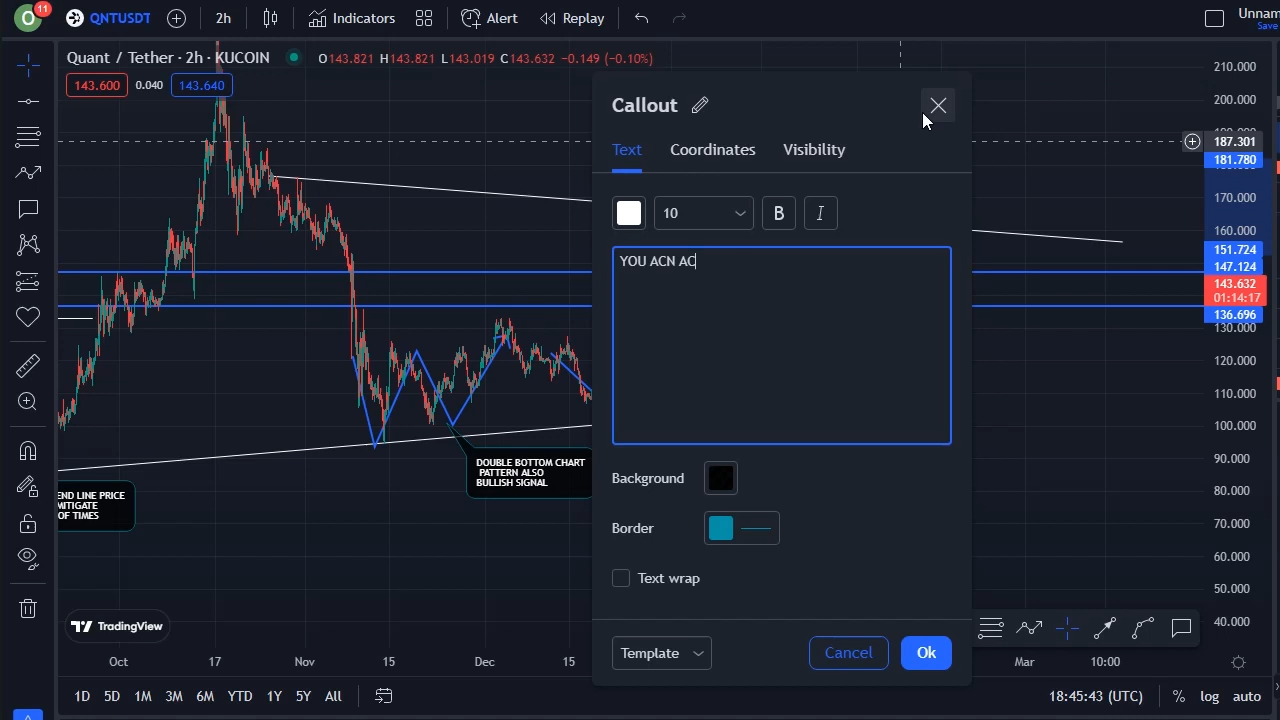 O
11
QNTUSDT
2h
Indicators
Alert
Replay
Unnam
Save
Quant / Tether · 2h · KUCOIN
O143.821 H143.821 L143.019 C143.632 -0.149 (-0.10%)
143.600
0.040
143.640
Callout
Text
Coordinates
Visibility
10
B
I
YOU ACN AC
Background
Border
Text wrap
Template
Cancel
Ok
DOUBLE BOTTOM CHART
PATTERN ALSO
BULLISH SIGNAL
END LINE PRICE
MITIGATE
OF TIMES
TradingView
210.000
200.000
190.000
187.301
181.780
170.000
160.000
151.724
147.124
143.632
01:14:17
136.696
130.000
120.000
110.000
100.000
90.000
80.000
70.000
60.000
50.000
40.000
Oct
17
Nov
15
Dec
15
Mar
10:00
1D
5D
1M
3M
6M
YTD
1Y
5Y
All
18:45:43 (UTC)
%
log
auto